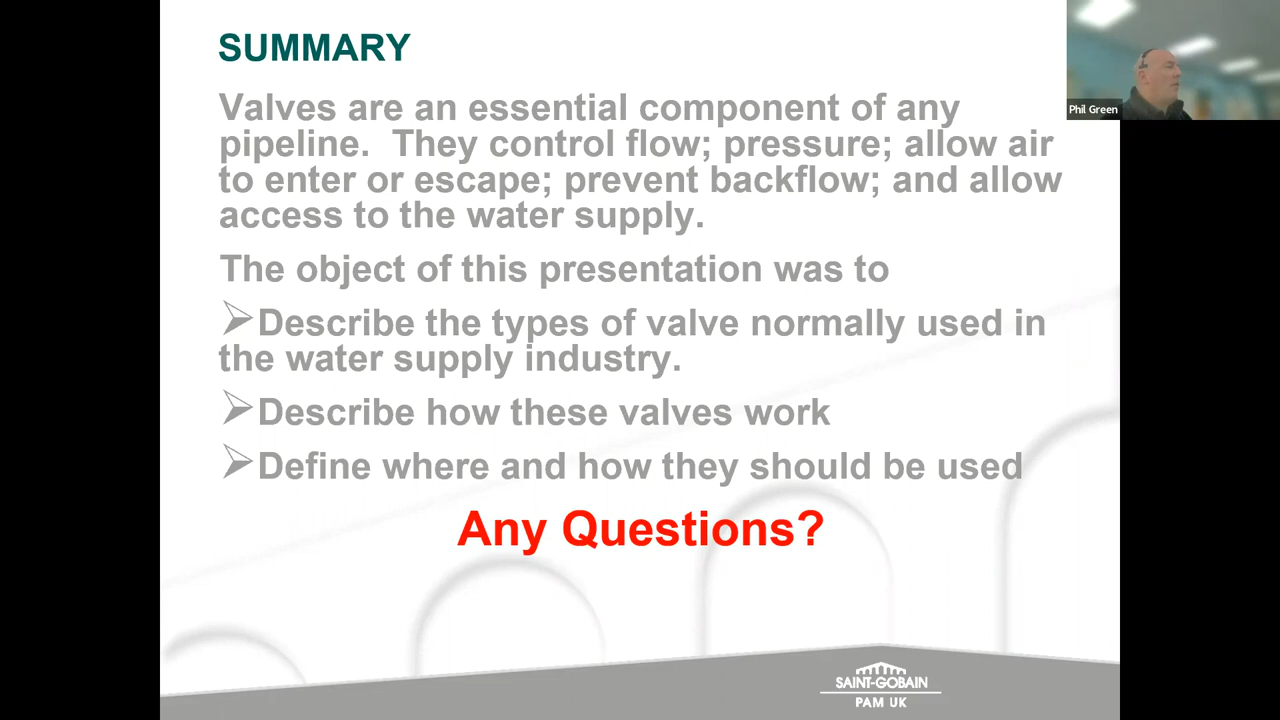 SUMMARY
Valves are an essential component of any
pipeline.  They control flow; pressure; allow air
to enter or escape; prevent backflow; and allow
access to the water supply.
The object of this presentation was to
Describe the types of valve normally used in
the water supply industry.
Describe how these valves work
Define where and how they should be used
Any Questions?
SAINT-GOBAIN
PAM UK
Phil Green